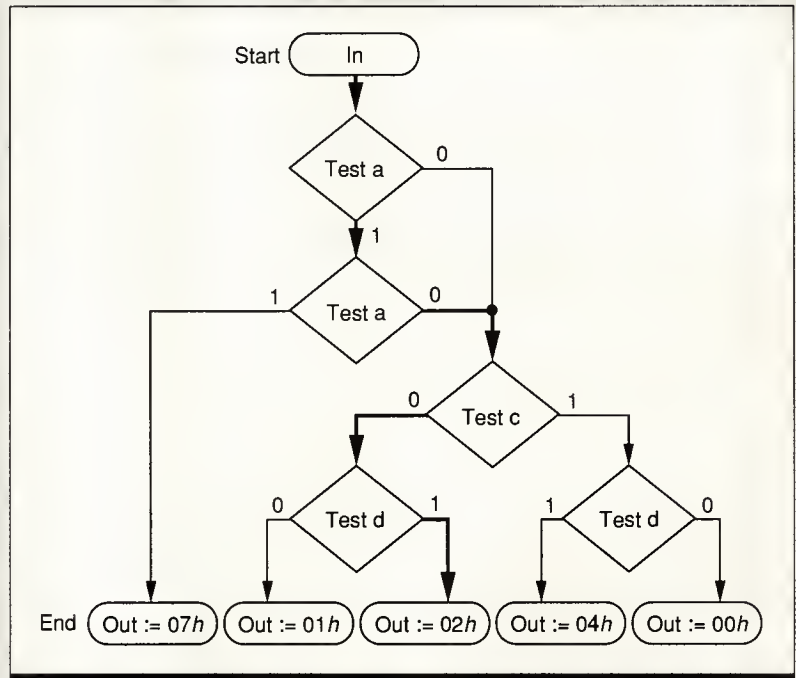 Start In
Test a 0
1
1 Test a 0
0 Test c 1
0 Test d 1 1 Test d 0
End Out := 07h Out := 01h Out := 02h Out := 04h Out := 00h